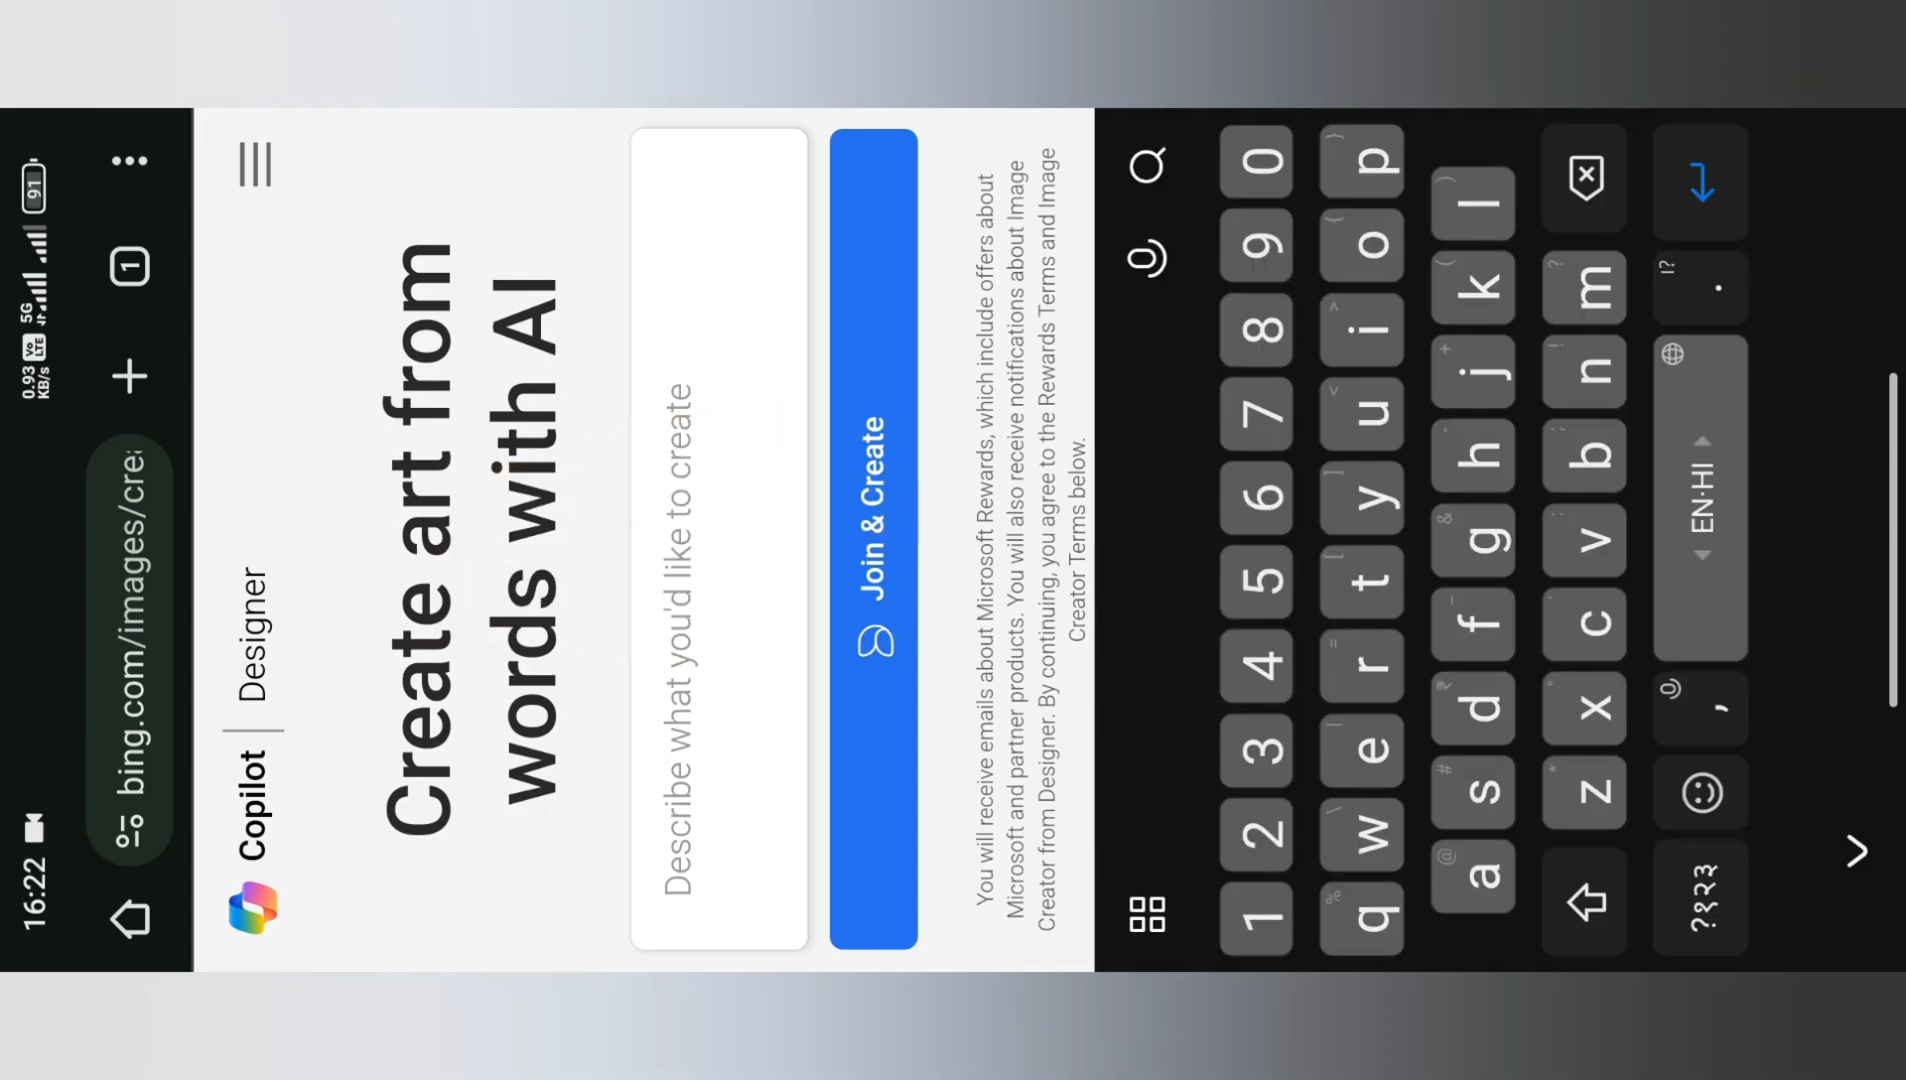 16:22
0.93 KB/s Vo LTE 5G 91
bing.com/images/crea
1
Copilot | Designer
Create art from
words with AI
Describe what you'd like to create
Join & Create
You will receive emails about Microsoft Rewards, which include offers about
Microsoft and partner products. You will also receive notifications about Image
Creator from Designer. By continuing, you agree to the Rewards Terms and Image
Creator Terms below.
1 2 3 4 5 6 7 8 9 0
q w e r t y u i o p
% \ | = [ ] < > { }
a s d f g h j k l
@ # ₹ _ & - + ( )
z x c v b n m
* " ' : ; ! ?
?१२३ , EN·HI .
!?